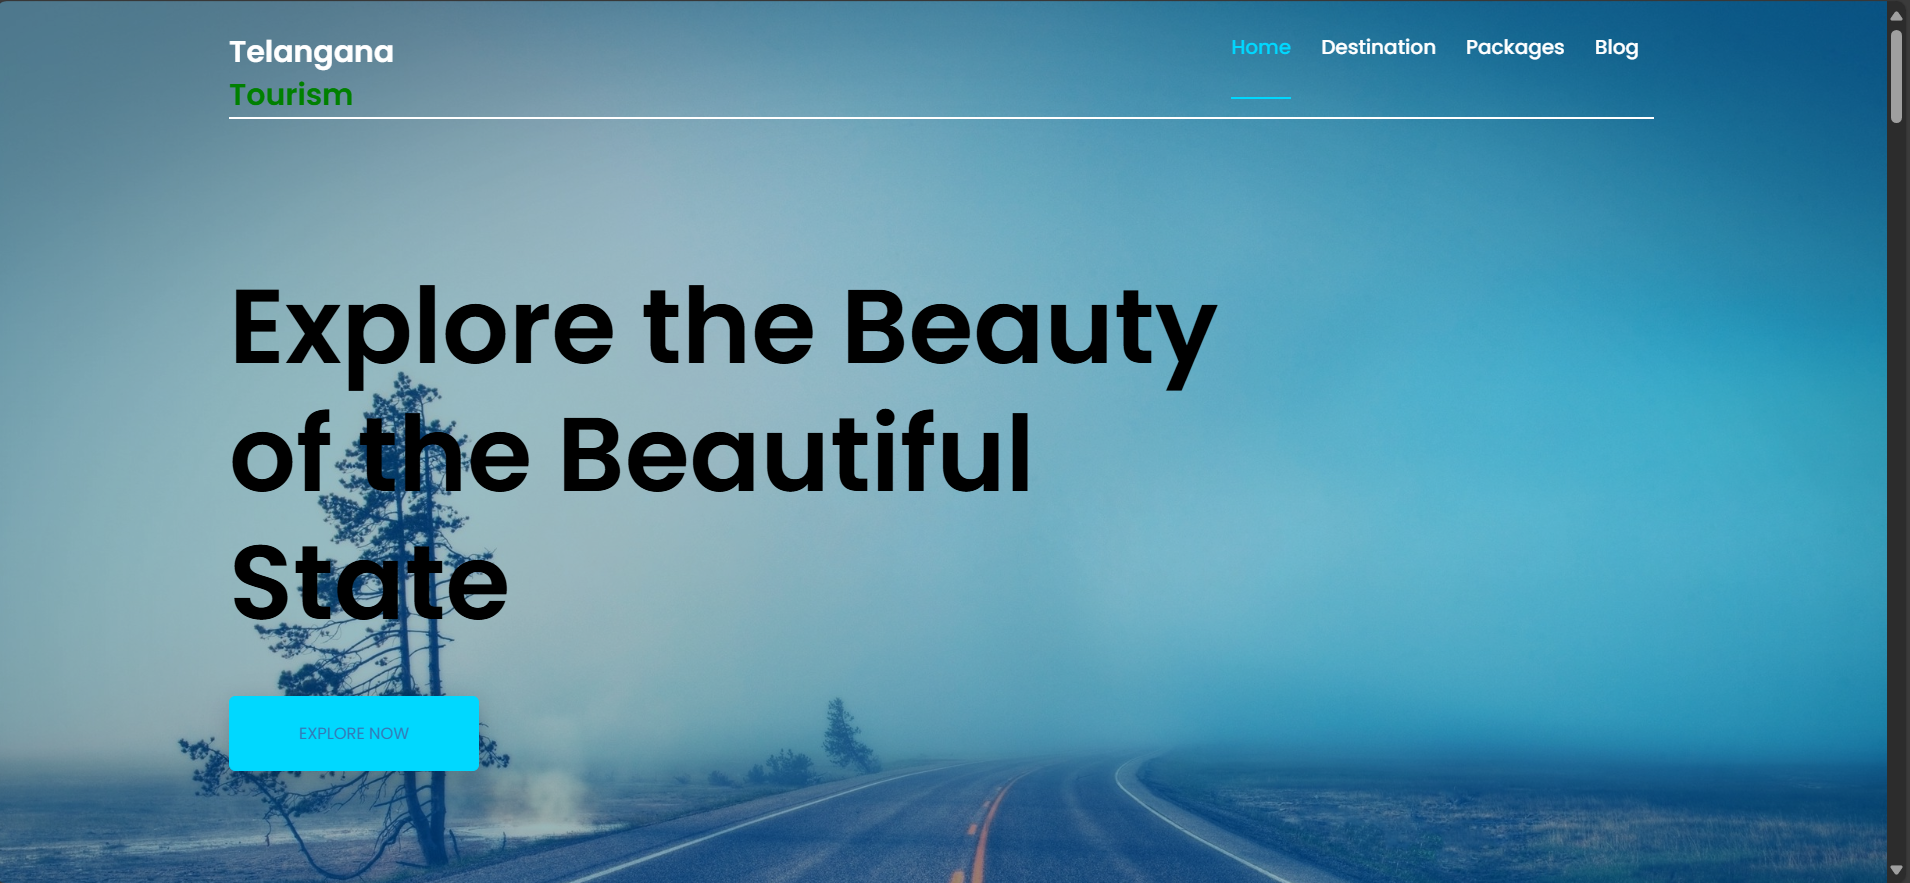 Telangana
Tourism
Home Destination Packages Blog
Explore the Beauty
of the Beautiful
State
EXPLORE NOW